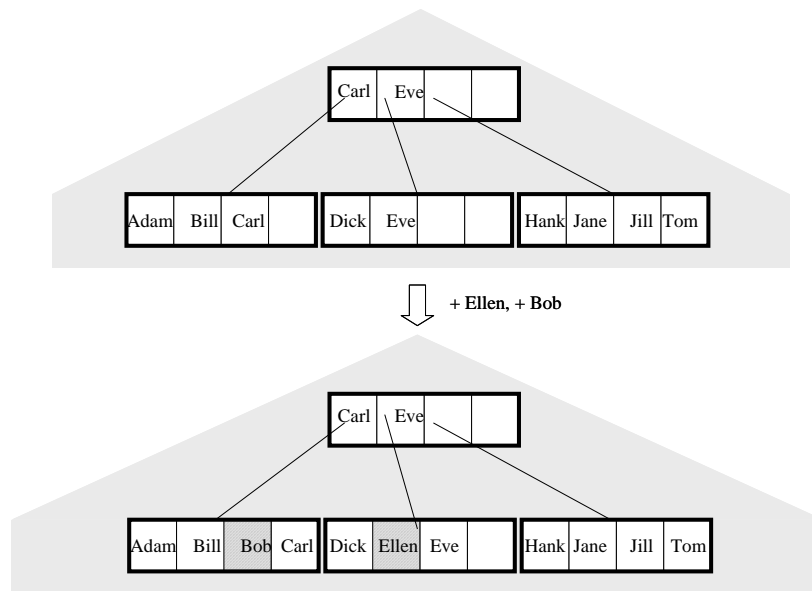 Carl Eve
Adam Bill Carl Dick Eve Hank Jane Jill Tom
+ Ellen, + Bob
Carl Eve
Adam Bill Bob Carl Dick Ellen Eve Hank Jane Jill Tom